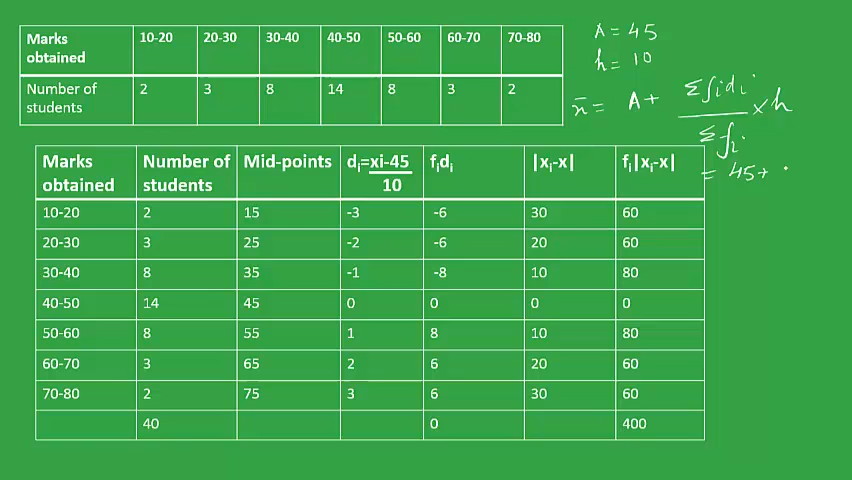 Marks obtained 10-20 20-30 30-40 40-50 50-60 60-70 70-80
Number of students 2 3 8 14 8 3 2
A = 45
h = 10
x̄ = A + Σfidi / Σfi × h
= 45 +
Marks obtained Number of students Mid-points di=xi-45/10 fidi |xi-x| fi|xi-x|
10-20 2 15 -3 -6 30 60
20-30 3 25 -2 -6 20 60
30-40 8 35 -1 -8 10 80
40-50 14 45 0 0 0 0
50-60 8 55 1 8 10 80
60-70 3 65 2 6 20 60
70-80 2 75 3 6 30 60
40 0 400